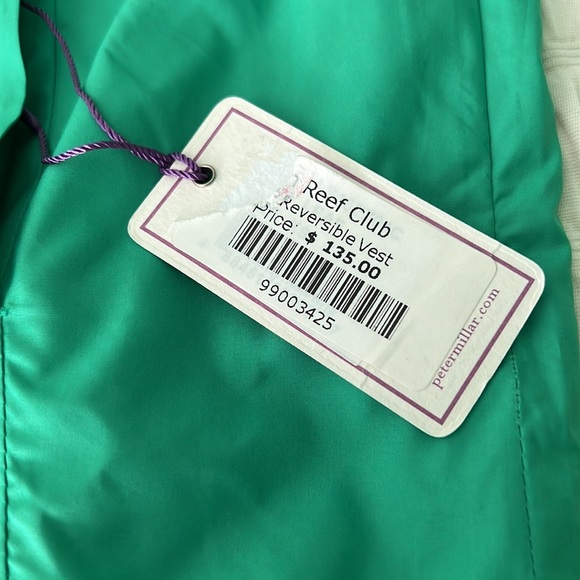 n Reef Club
Reversible Vest
Price: $ 135.00
99003425
petermillar.com